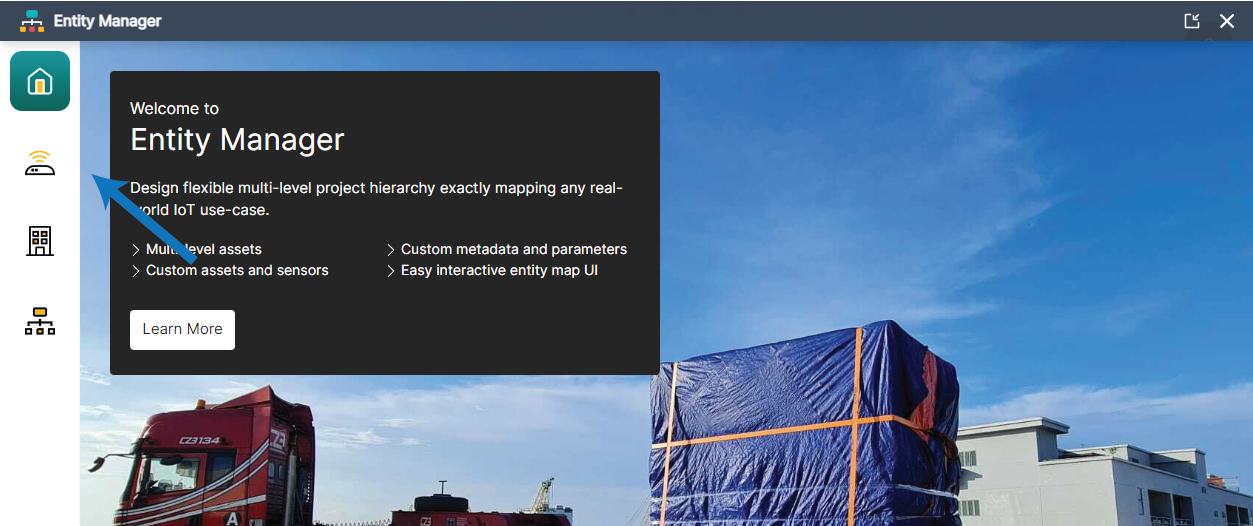 Entity Manager
Welcome to
Entity Manager
Design flexible multi-level project hierarchy exactly mapping any real-
world IoT use-case.
Multi-level assets
Custom metadata and parameters
Custom assets and sensors
Easy interactive entity map UI
Learn More
CZ3134
A